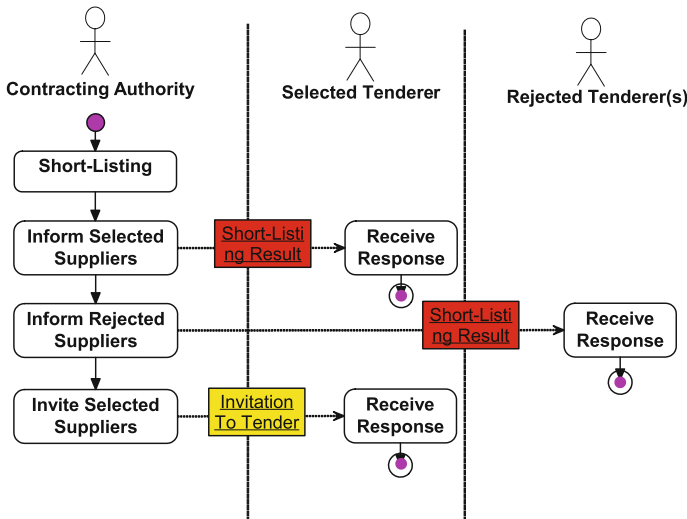 Contracting Authority
Selected Tenderer
Rejected Tenderer(s)
Short-Listing
Inform Selected
Suppliers
Short-Listi
ng Result
Receive
Response
Inform Rejected
Suppliers
Short-Listi
ng Result
Receive
Response
Invite Selected
Suppliers
Invitation
To Tender
Receive
Response